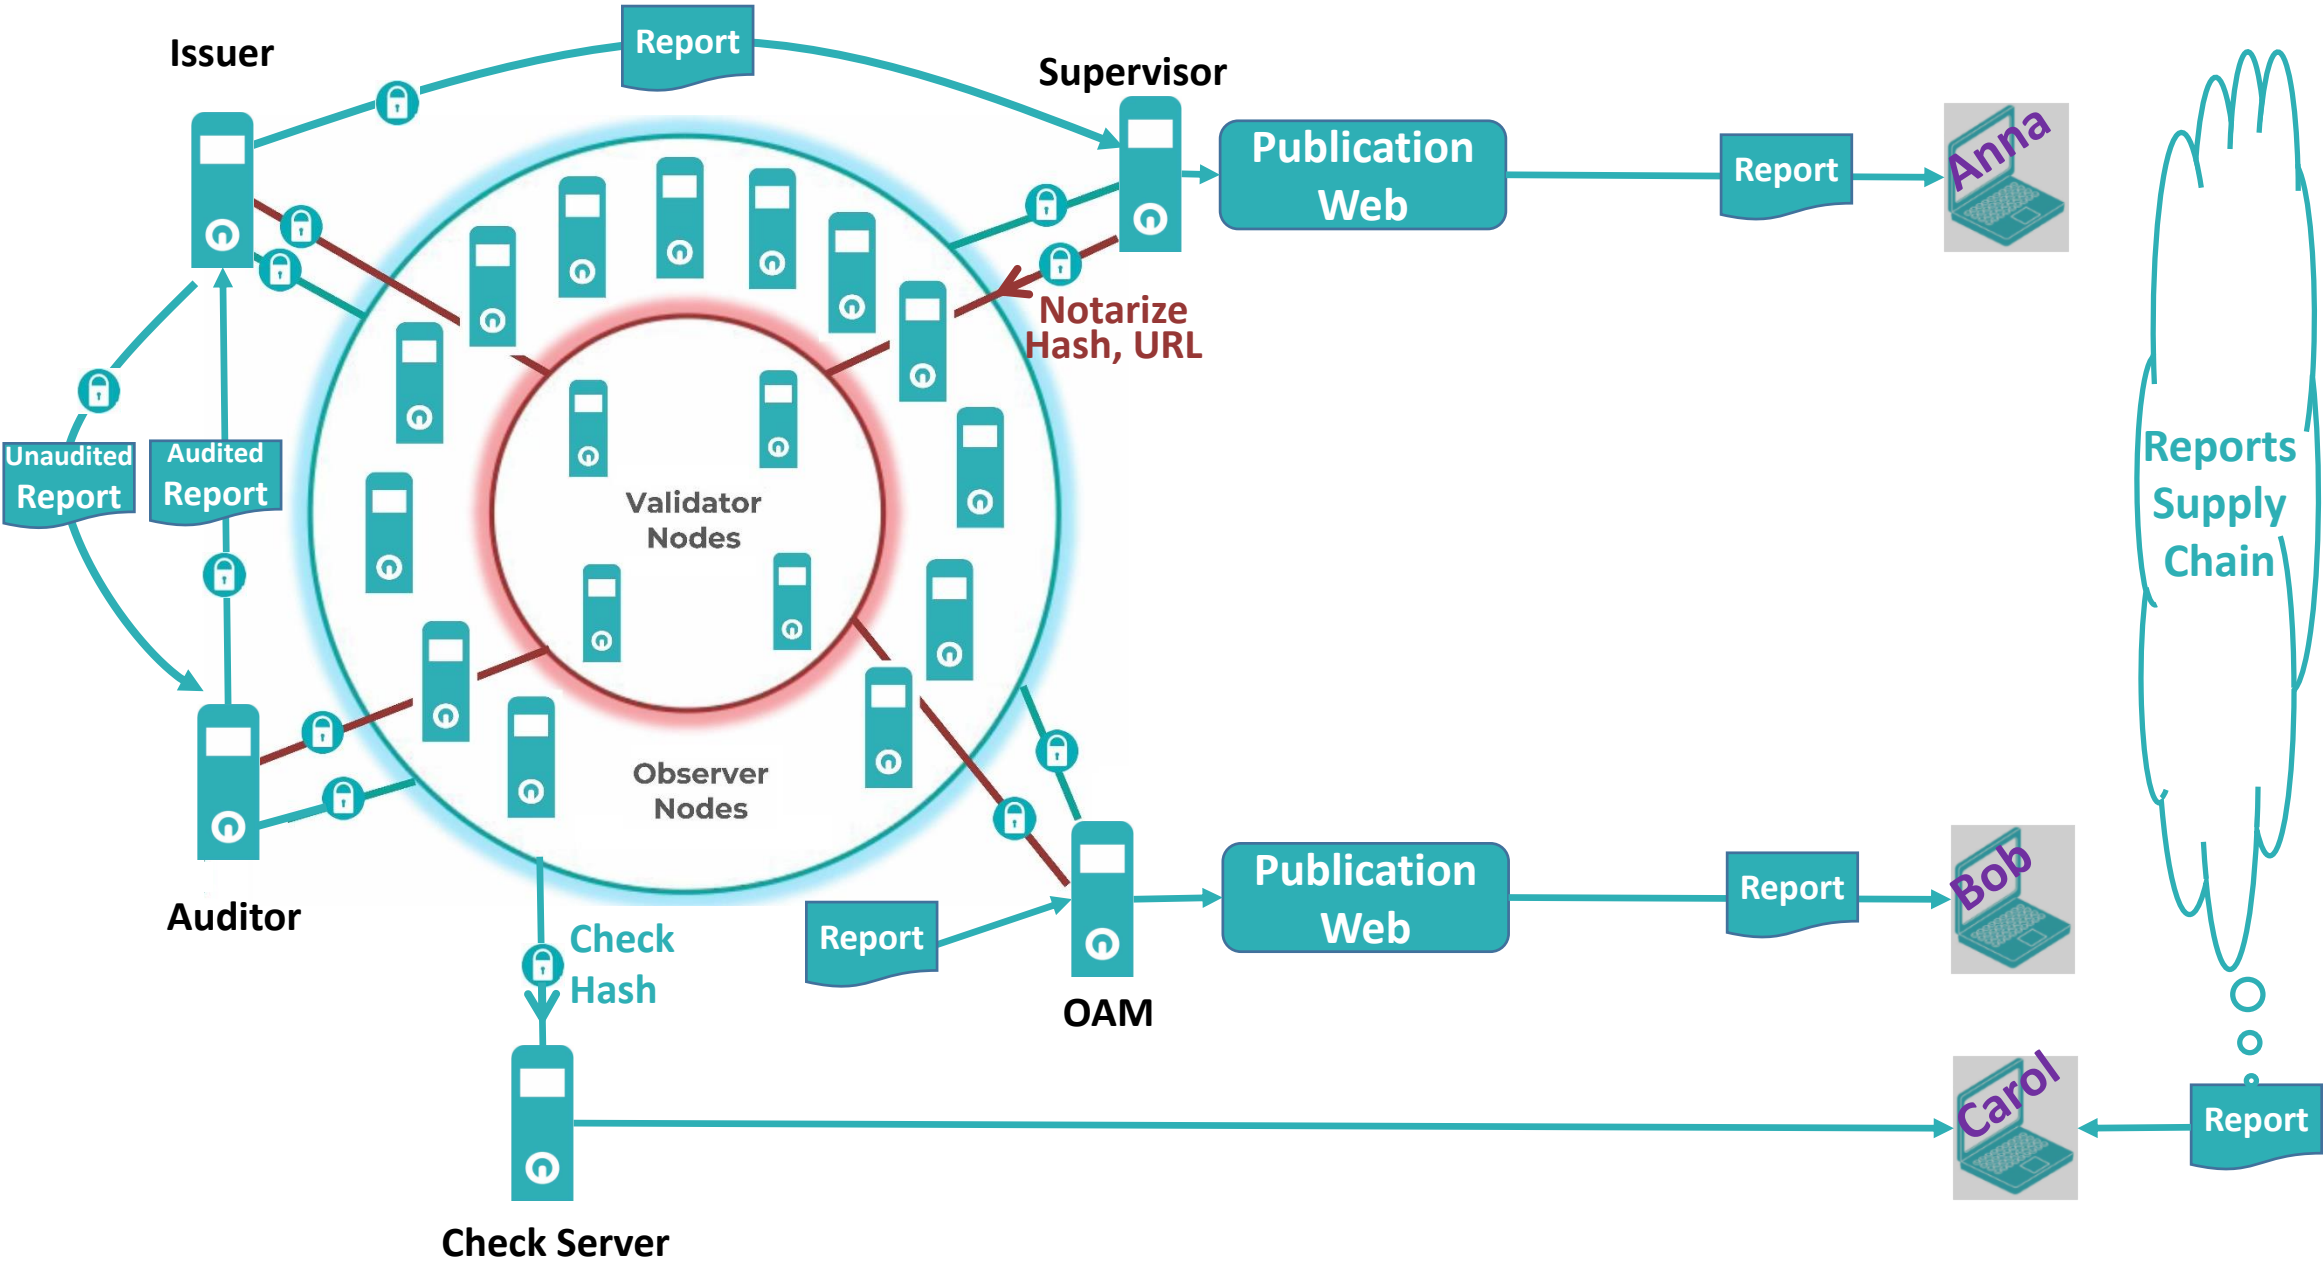 Issuer
Report
Supervisor
Publication
Web
Report
Anna
Notarize
Hash, URL
Unaudited
Report
Audited
Report
Validator
Nodes
Reports
Supply
Chain
Observer
Nodes
Auditor
Check
Hash
Report
OAM
Publication
Web
Report
Bob
Carol
Report
Check Server